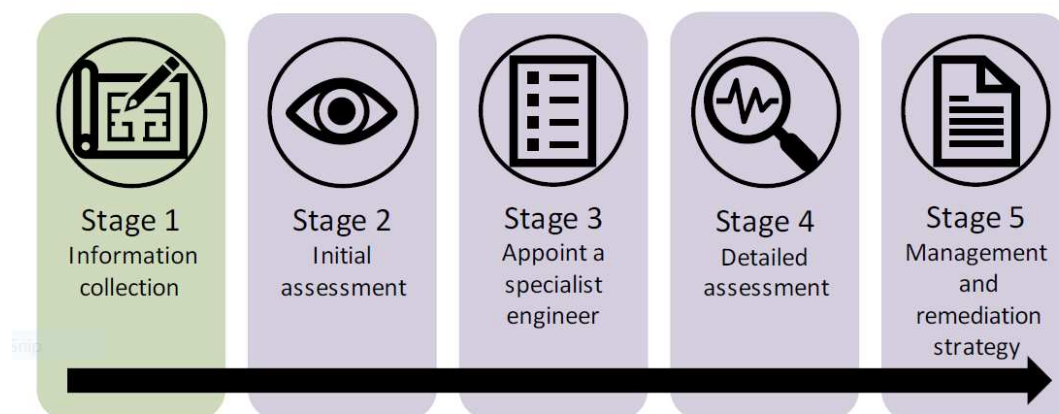 Stage 1
Information
collection
Stage 2
Initial
assessment
Stage 3
Appoint a
specialist
engineer
Stage 4
Detailed
assessment
Stage 5
Management
and
remediation
strategy
Snip